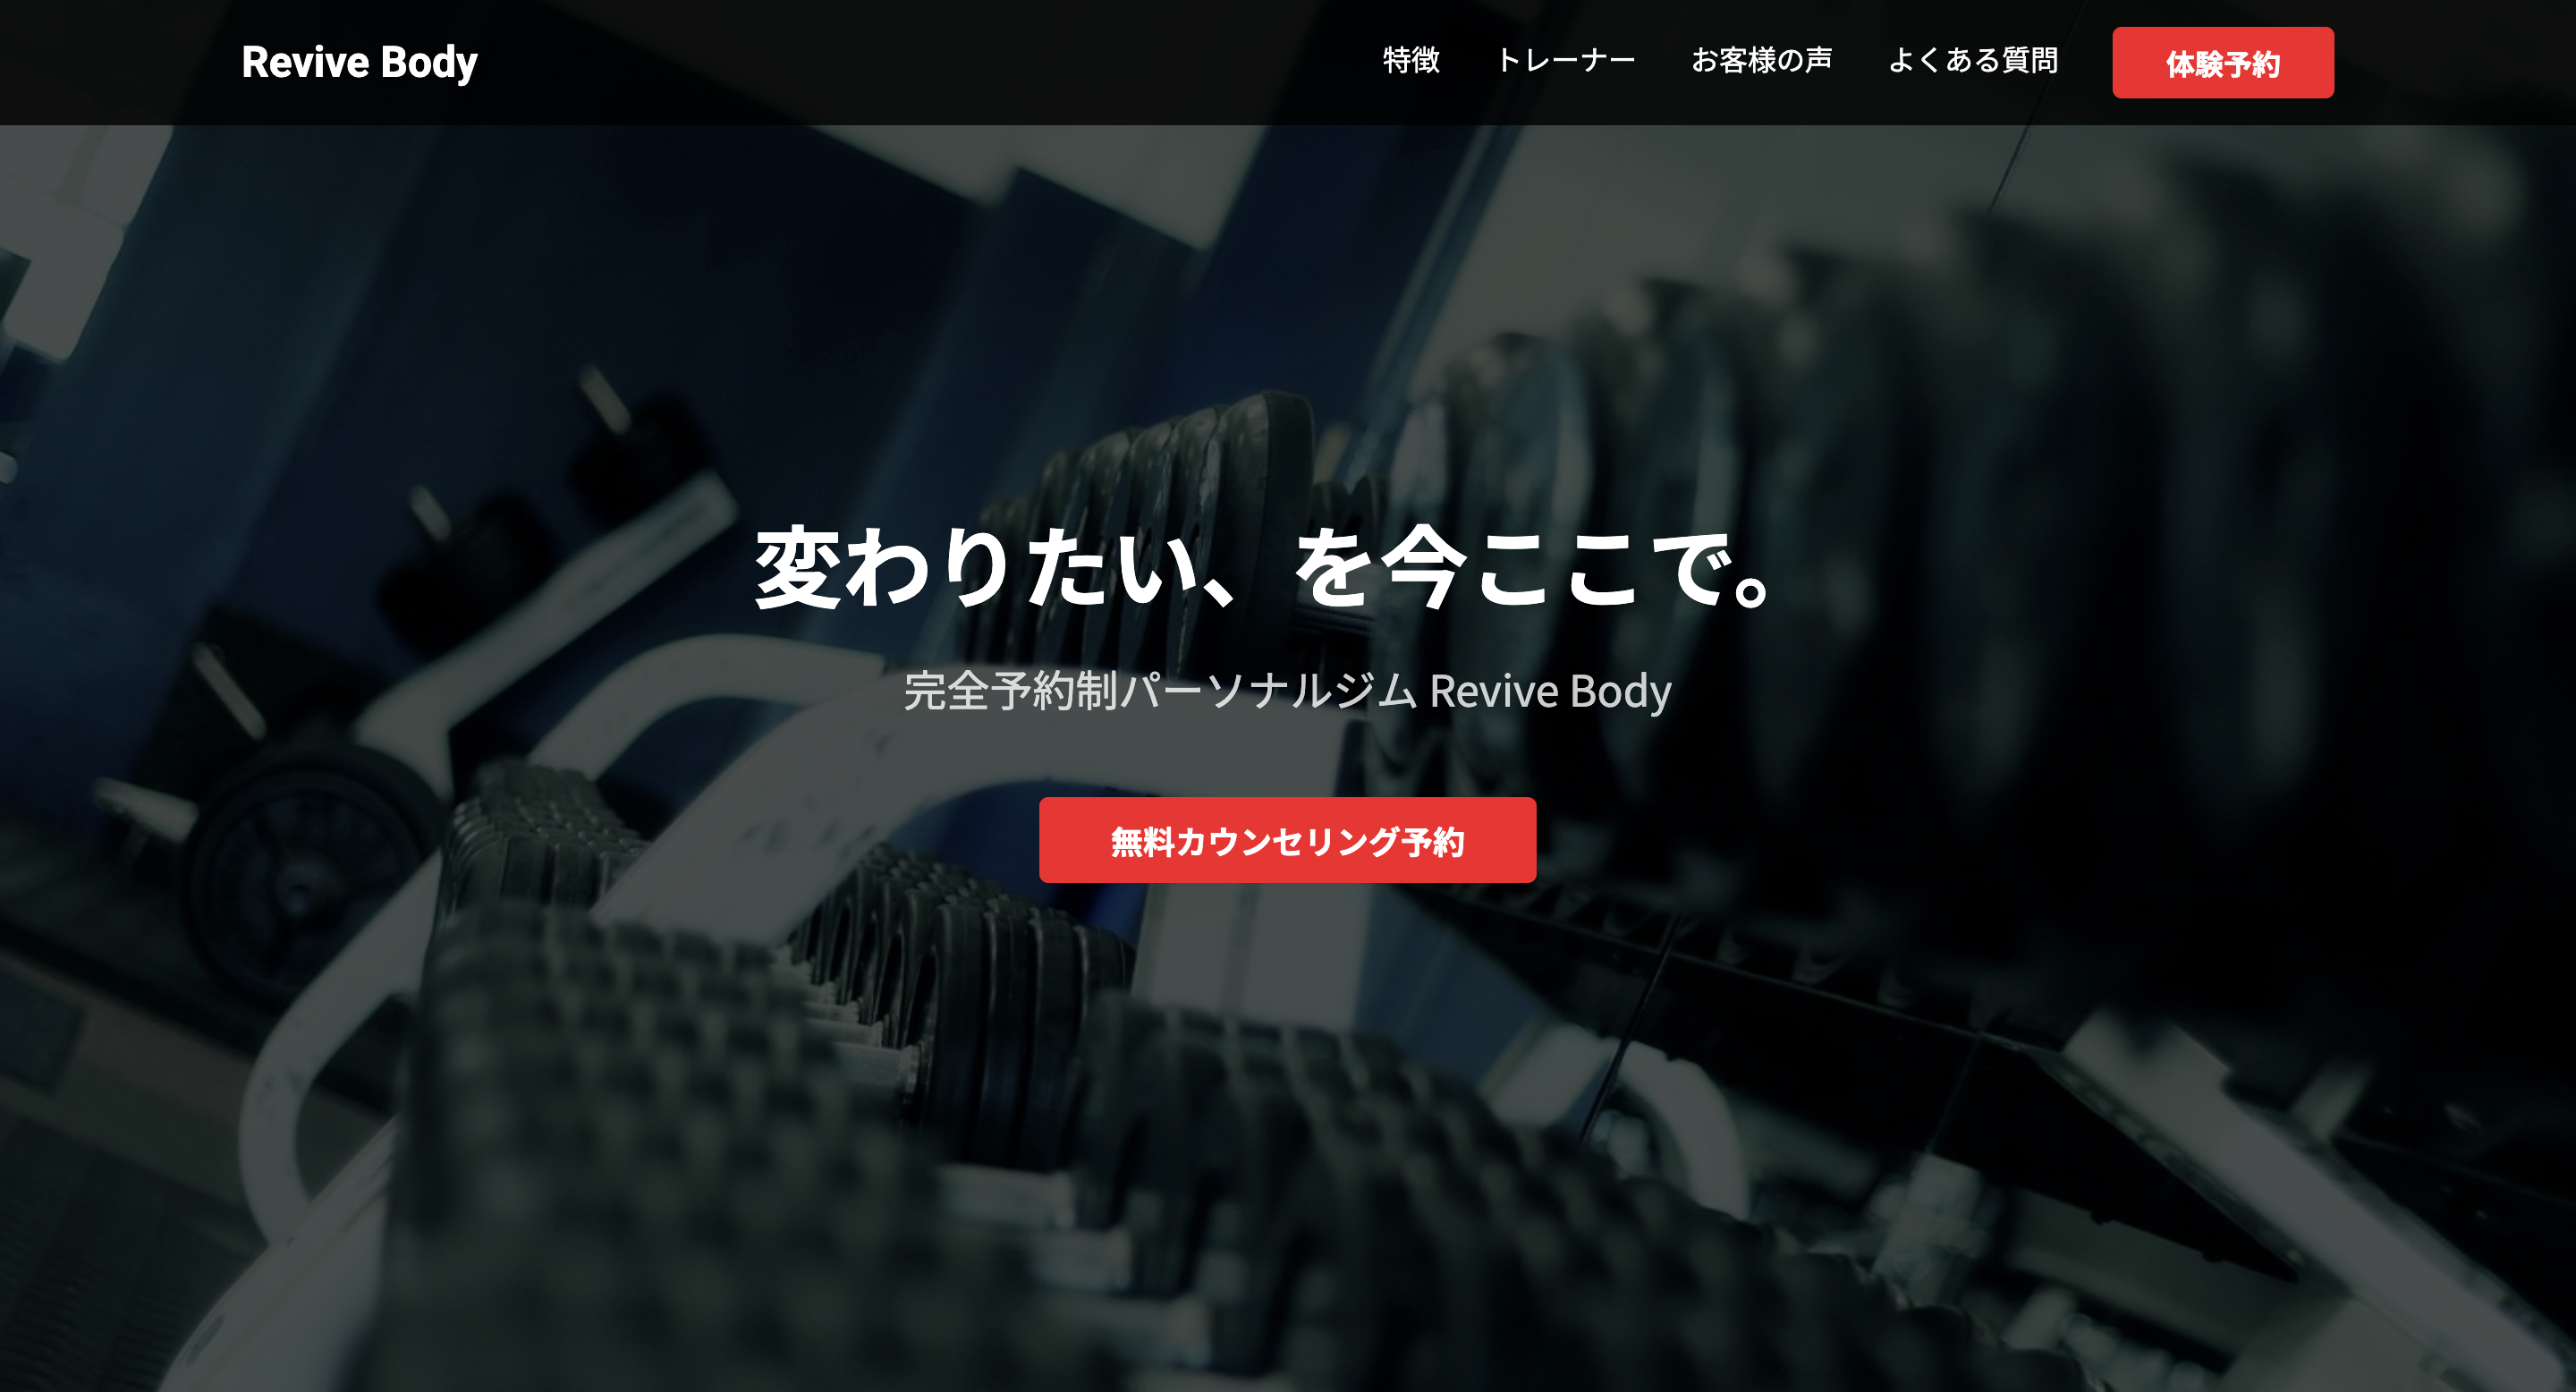 Revive Body
特徴
トレーナー
お客様の声
よくある質問
体験予約
変わりたい、を今ここで。
完全予約制パーソナルジム Revive Body
無料カウンセリング予約